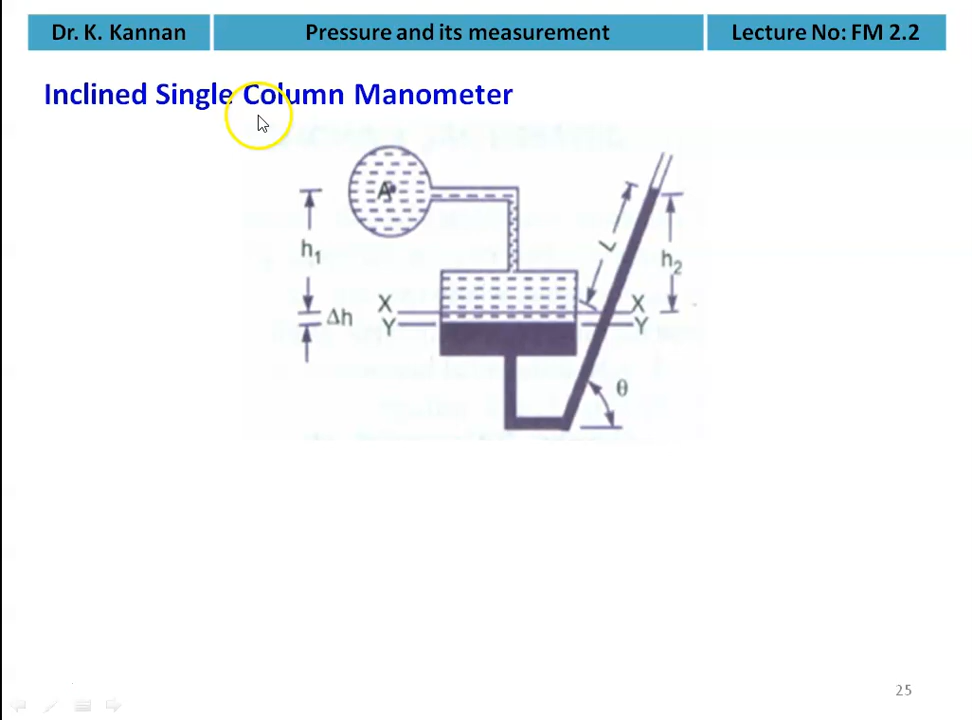 Dr. K. Kannan
Pressure and its measurement
Lecture No: FM 2.2
Inclined Single Column Manometer
A
h1
L
h2
X
X
Δh
Y
Y
θ
25